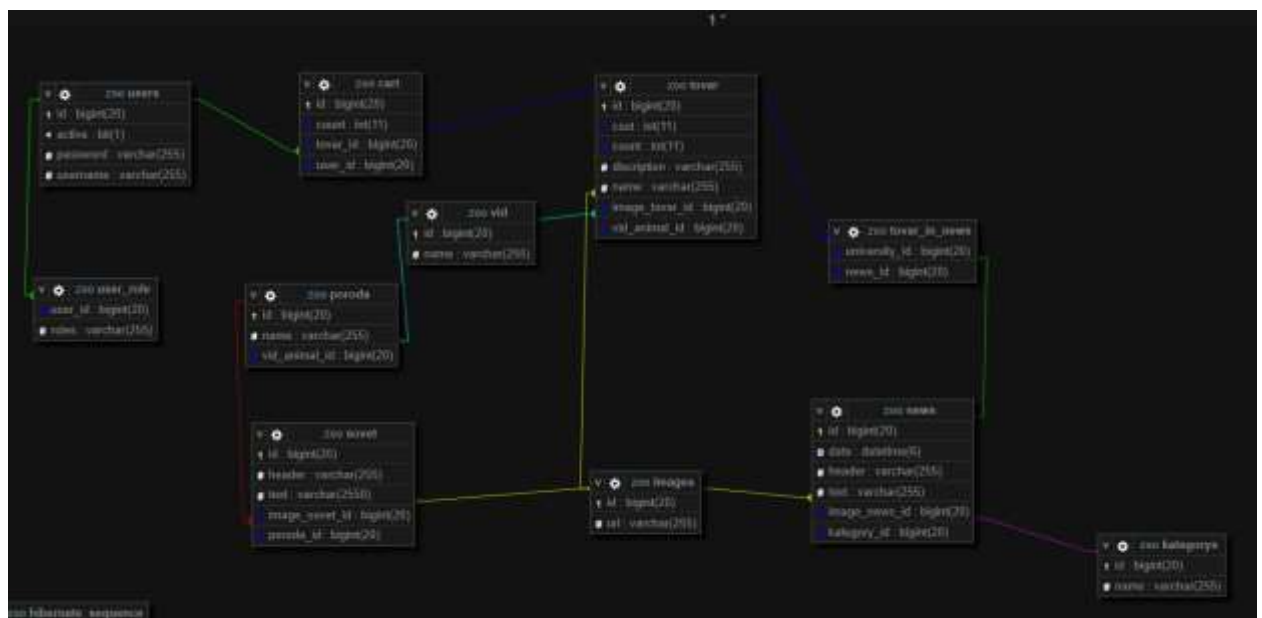 zoo users
id : bigint(20)
active : bit(1)
password : varchar(255)
username : varchar(255)
zoo cart
id : bigint(20)
count : int(11)
tovar_id : bigint(20)
user_id : bigint(20)
zoo tovar
id : bigint(20)
cost : int(11)
count : int(11)
discription : varchar(255)
name : varchar(255)
image_tovar_id : bigint(20)
vid_animal_id : bigint(20)
zoo vid
id : bigint(20)
name : varchar(255)
zoo tovar_in_news
university_id : bigint(20)
news_id : bigint(20)
zoo user_role
user_id : bigint(20)
roles : varchar(255)
zoo poroda
id : bigint(20)
name : varchar(255)
vid_animal_id : bigint(20)
zoo sovet
id : bigint(20)
header : varchar(255)
text : varchar(2550)
image_sovet_id : bigint(20)
poroda_id : bigint(20)
zoo images
id : bigint(20)
url : varchar(255)
zoo news
id : bigint(20)
date : datetime(6)
header : varchar(255)
text : varchar(255)
image_news_id : bigint(20)
kategory_id : bigint(20)
zoo kategorys
id : bigint(20)
name : varchar(255)
zoo hibernate_sequence